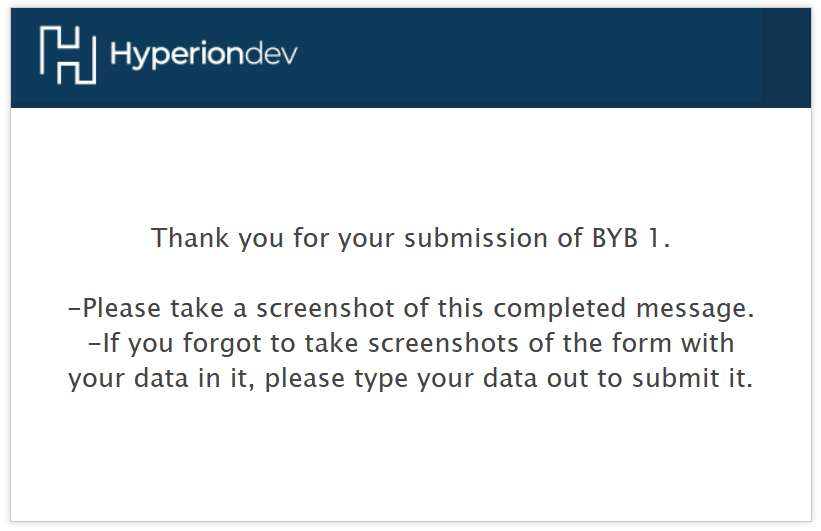 Hyperiondev
Thank you for your submission of BYB 1.
–Please take a screenshot of this completed message.
–If you forgot to take screenshots of the form with
your data in it, please type your data out to submit it.